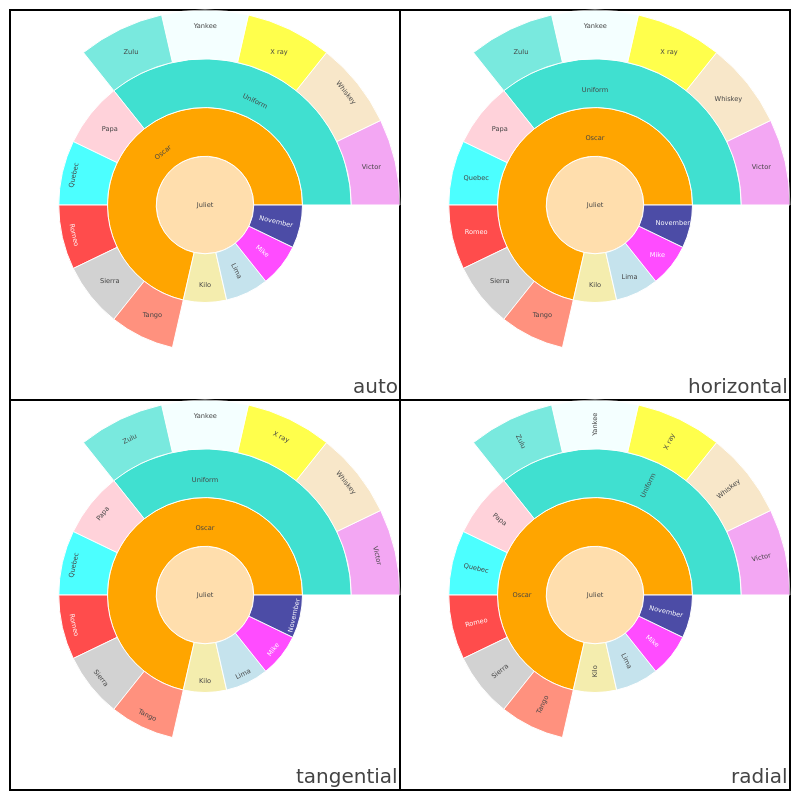 Yankee
Zulu
X ray
Whiskey
Uniform
Papa
Oscar
Victor
Quebec
Juliet
November
Romeo
Mike
Lima
Sierra
Kilo
Tango
auto
Yankee
Zulu
X ray
Uniform
Whiskey
Papa
Oscar
Victor
Quebec
Juliet
November
Romeo
Mike
Lima
Sierra
Kilo
Tango
horizontal
Yankee
Zulu
X ray
Uniform
Whiskey
Papa
Oscar
Victor
Quebec
Juliet
November
Romeo
Mike
Lima
Sierra
Kilo
Tango
tangential
Yankee
Zulu
X ray
Uniform
Whiskey
Papa
Victor
Quebec
Oscar
Juliet
November
Romeo
Mike
Lima
Sierra
Kilo
Tango
radial